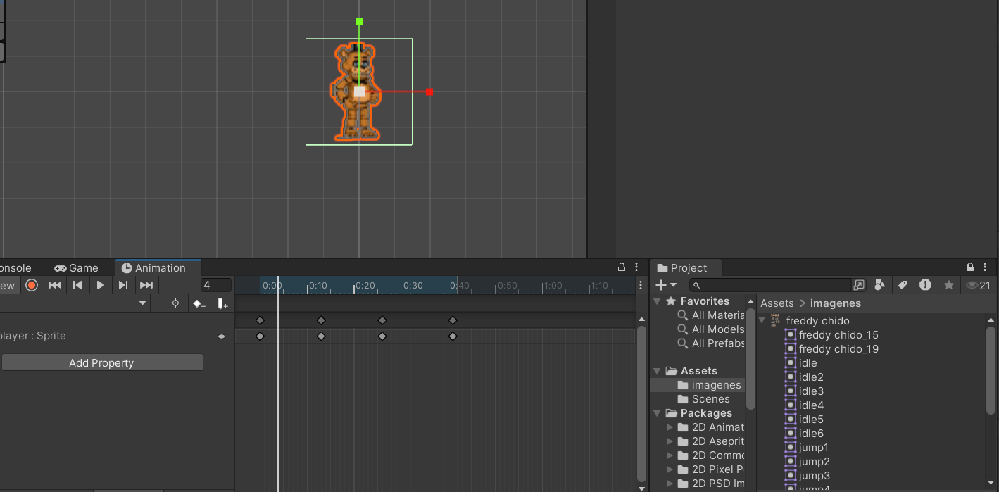 onsole Game Animation
ew 4 0:00 0:10 0:20 0:30 0:40 0:50 1:00 1:10
player : Sprite
Add Property
Project
21
Favorites
All Materia
All Models
All Prefabs
Assets
imagenes
Scenes
Packages
2D Animat
2D Aseprit
2D Commo
2D Pixel P
2D PSD Im
Assets > imagenes
freddy chido
freddy chido_15
freddy chido_19
idle
idle2
idle3
idle4
idle5
idle6
jump1
jump2
jump3
jump4